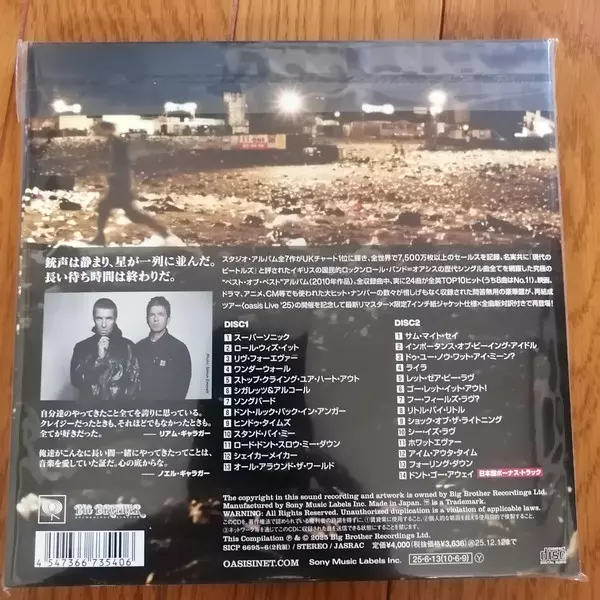 銃声は静まり、星が一列に並んだ。
長い待ち時間は終わりだ。
自分達のやってきたこと全てを誇りに思っている。
クレイジーだったときも、それほどでもなかったときも、
全てが好きだった。 ― リアム・ギャラガー
俺達がこんなに長い間一緒にやってきたってことは、
音楽を愛していた証だ、心の底からな。
― ノエル・ギャラガー
スタジオ・アルバム全7作がUKチャート1位に輝き、全世界で7,500万枚以上のセールスを記録、名実共に「現代の
ビートルズ」と評されたイギリスの国民的ロックンロール・バンド=オアシスの歴代シングル曲全てを網羅した究極の
"ベスト・オブ・ベスト"アルバム(2010年作品)。全収録曲中、実に24曲が全英TOP10ヒット(うち8曲はNo.1!)。映画、
ドラマ、アニメ、CM等でも使われた大ヒット・ナンバーの数々が惜しげもなく収録された問答無用の豪華盤が、再結成
ツアー〈oasis Live '25〉の開催を記念して最新リマスター×限定7インチ紙ジャケット仕様×全曲新対訳付きで再登場!
DISC1
1 スーパーソニック
2 ロール・ウィズ・イット
3 リヴ・フォーエヴァー
4 ワンダーウォール
5 ストップ・クライング・ユア・ハート・アウト
6 シガレッツ&アルコール
7 ソングバード
8 ドント・ルック・バック・イン・アンガー
9 ヒンドゥ・タイムズ
10 スタンド・バイ・ミー
11 ロード・ドント・スロウ・ミー・ダウン
12 シェイカーメイカー
13 オール・アラウンド・ザ・ワールド
DISC2
1 サム・マイト・セイ
2 インポータンス・オブ・ビーイング・アイドル
3 ドゥ・ユー・ノウ・ワット・アイ・ミーン?
4 ライラ
5 レット・ゼア・ビー・ラヴ
6 ゴー・レット・イット・アウト!
7 フー・フィールズ・ラヴ?
8 リトル・バイ・リトル
9 ショック・オブ・ザ・ライトニング
10 シー・イズ・ラヴ
11 ホワットエヴァー
12 アイム・アウタ・タイム
13 フォーリング・ダウン
14 ドント・ゴー・アウェイ 日本盤ボーナス・トラック
BIG BROTHER
The copyright in this sound recording and artwork is owned by Big Brother Recordings Ltd.
Manufactured by Sony Music Labels Inc. Made in Japan. is a Trademark.
WARNING: All Rights Reserved. Unauthorized duplication is a violation of applicable laws.
This Compilation ℗ & © 2025 Big Brother Recordings Ltd.
SICP 6695-6(2枚組) / STEREO / JASRAC 定価¥4,000(税抜価格¥3,636)
25.12.12まで
OASISINET.COM Sony Music Labels Inc. 25・6・13(10・6・9) Y
4 547366 735406